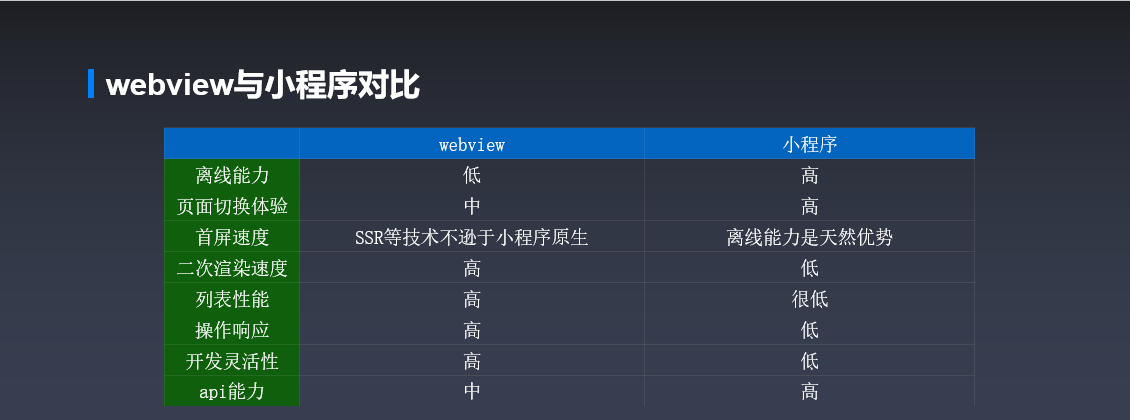 webview与小程序对比
webview 小程序
离线能力 低 高
页面切换体验 中 高
首屏速度 SSR等技术不逊于小程序原生 离线能力是天然优势
二次渲染速度 高 低
列表性能 高 很低
操作响应 高 低
开发灵活性 高 低
api能力 中 高